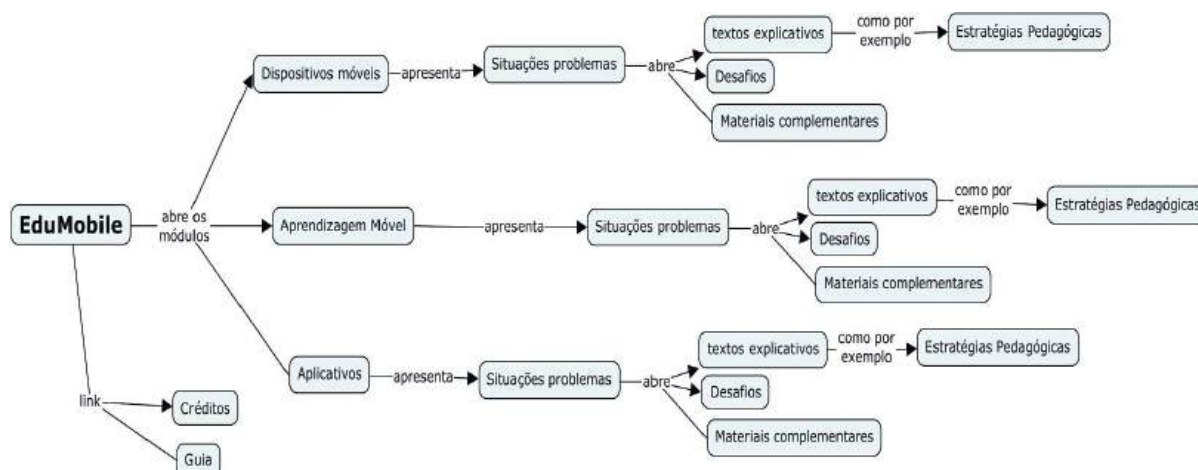 EduMobile
abre os
módulos
Dispositivos móveis
apresenta
Situações problemas
abre
textos explicativos
como por
exemplo
Estratégias Pedagógicas
Desafios
Materiais complementares
Aprendizagem Móvel
apresenta
Situações problemas
abre
textos explicativos
como por
exemplo
Estratégias Pedagógicas
Desafios
Materiais complementares
Aplicativos
apresenta
Situações problemas
abre
textos explicativos
como por
exemplo
Estratégias Pedagógicas
Desafios
Materiais complementares
link
Créditos
Guia